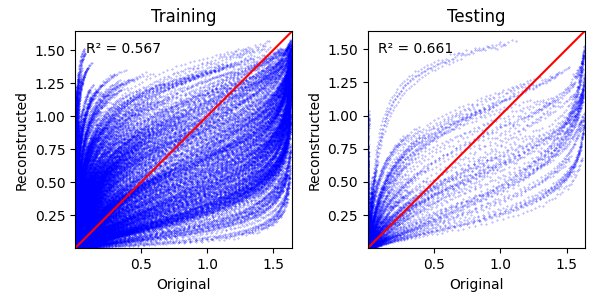 Training
Testing
R² = 0.567
R² = 0.661
1.50
1.25
1.00
0.75
0.50
0.25
Reconstructed
0.5
1.0
1.5
Original
1.50
1.25
1.00
0.75
0.50
0.25
Reconstructed
0.5
1.0
1.5
Original